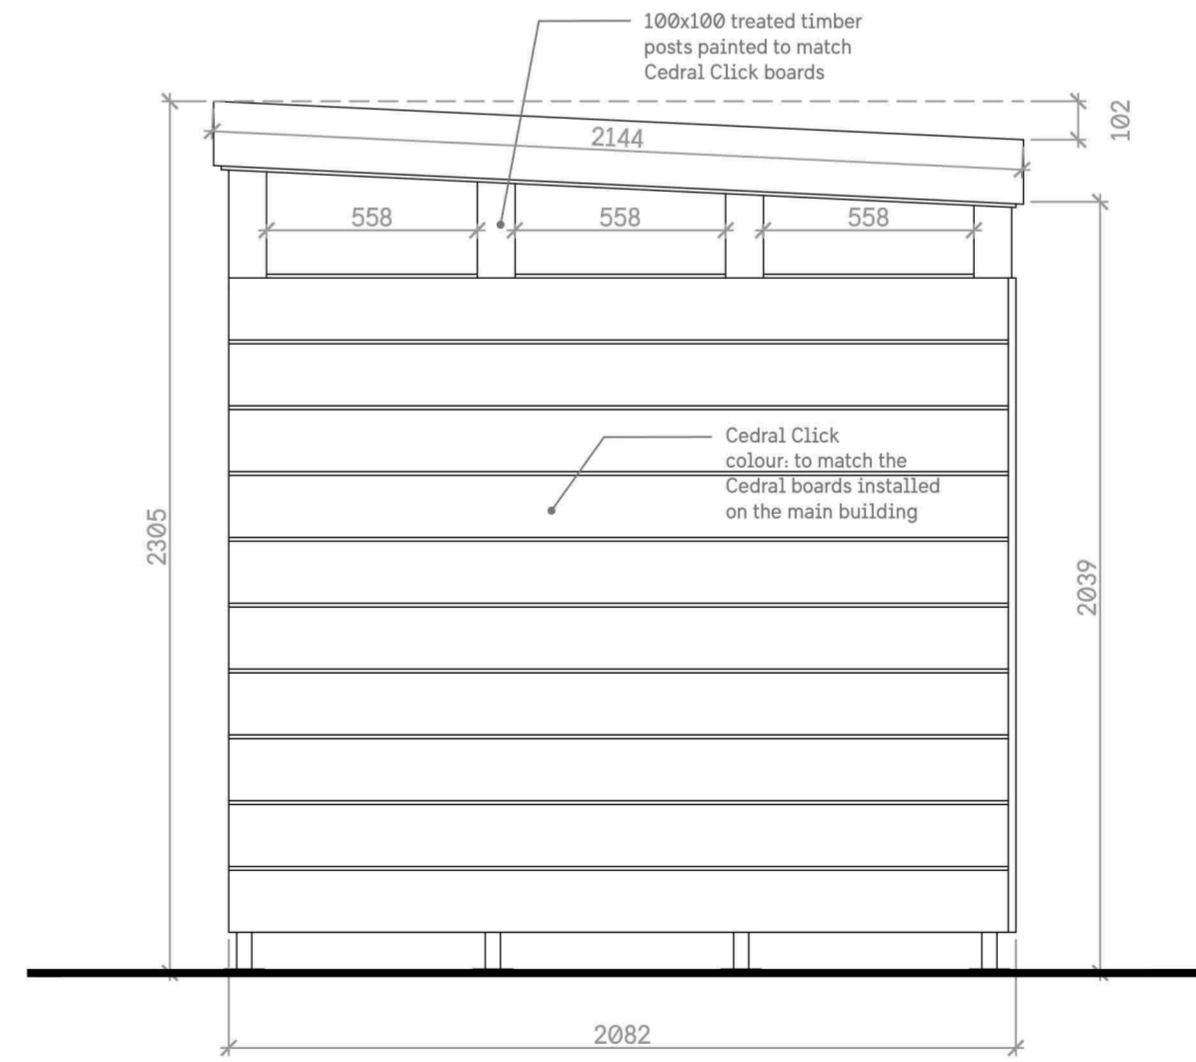 100x100 treated timber
posts painted to match
Cedral Click boards
102
2144
558
558
558
Cedral Click
colour: to match the
Cedral boards installed
on the main building
2305
2039
2082